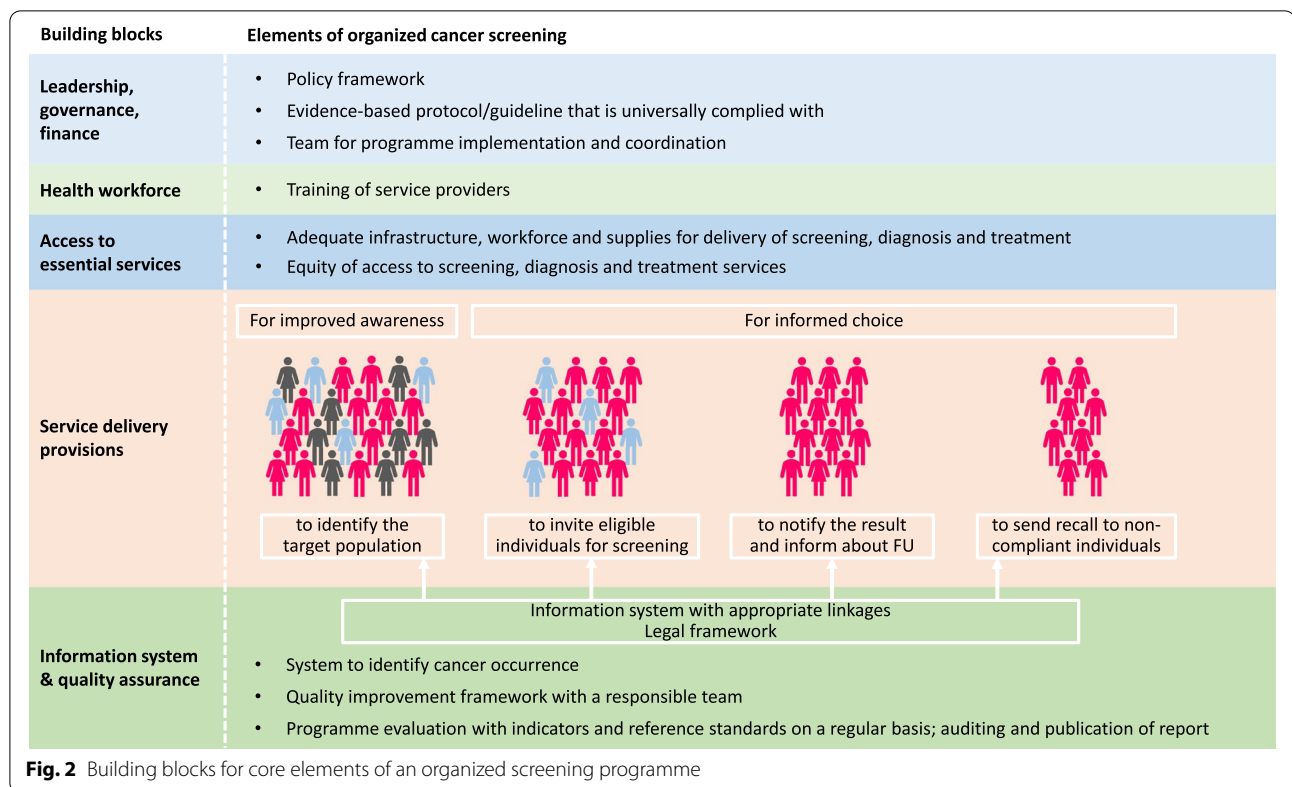 Building blocks
Elements of organized cancer screening
Leadership,
governance,
finance
• Policy framework
• Evidence-based protocol/guideline that is universally complied with
• Team for programme implementation and coordination
Health workforce
• Training of service providers
Access to
essential services
• Adequate infrastructure, workforce and supplies for delivery of screening, diagnosis and treatment
• Equity of access to screening, diagnosis and treatment services
Service delivery
provisions
For improved awareness
For informed choice
to identify the
target population
to invite eligible
individuals for screening
to notify the result
and inform about FU
to send recall to non-
compliant individuals
Information system
& quality assurance
Information system with appropriate linkages
Legal framework
• System to identify cancer occurrence
• Quality improvement framework with a responsible team
• Programme evaluation with indicators and reference standards on a regular basis; auditing and publication of report
Fig. 2 Building blocks for core elements of an organized screening programme